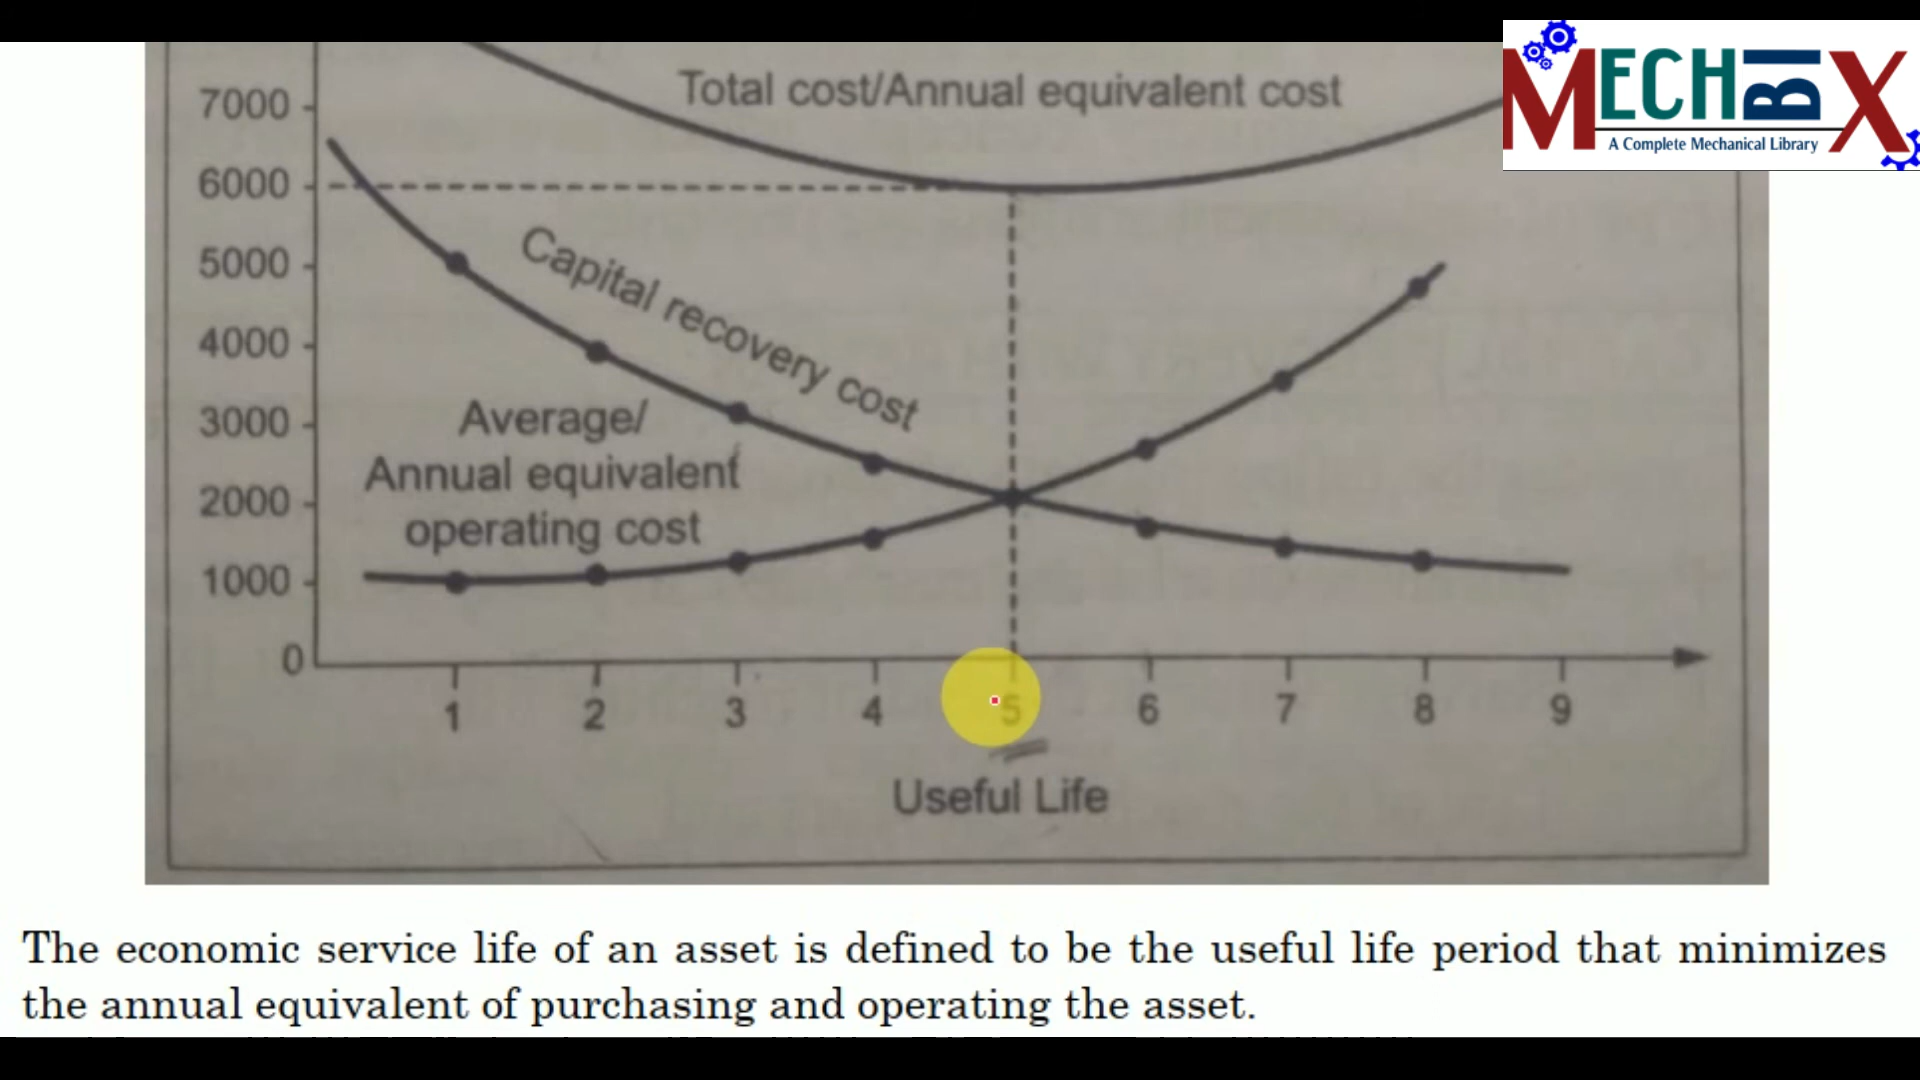 MECHBIX
A Complete Mechanical Library
Total cost/Annual equivalent cost
7000
6000
5000
4000
3000
2000
1000
0
Capital recovery cost
Average/
Annual equivalent
operating cost
1 2 3 4 5 6 7 8 9
Useful Life
The economic service life of an asset is defined to be the useful life period that minimizes
the annual equivalent of purchasing and operating the asset.